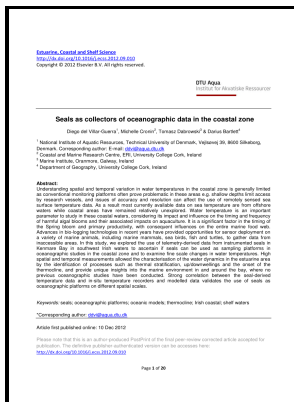 Estuarine, Coastal and Shelf Science
http://dx.doi.org/10.1016/j.ecss.2012.09.010
Copyright © 2012 Elsevier B.V. All rights reserved.
DTU Aqua
Institut for Akvatiske Ressourcer
Seals as collectors of oceanographic data in the coastal zone
Diego del Villar-Guerra¹, Michelle Cronin², Tomasz Dabrowski³ & Darius Bartlett⁴
¹ National Institute of Aquatic Resources, Technical University of Denmark, Vejlsøvej 39, 8600 Silkeborg,
Denmark. Corresponding author: E-mail: ddvi@aqua.dtu.dk
² Coastal and Marine Research Centre, ERI, University College Cork, Ireland
³ Marine Institute, Oranmore, Galway, Ireland
⁴ Department of Geography, University College Cork, Ireland
Abstract:
Understanding spatial and temporal variation in water temperatures in the coastal zone is generally limited
as conventional monitoring platforms often prove problematic in these areas e.g. shallow depths limit access
by research vessels, and issues of accuracy and resolution can affect the use of remotely sensed sea
surface temperature data. As a result most currently available data on sea temperature are from offshore
waters while coastal areas have remained relatively unexplored. Water temperature is an important
parameter to study in these coastal waters, considering its impact and influence on the timing and frequency
of harmful algal blooms and their associated impacts on aquaculture. It is a significant factor in the timing of
the Spring bloom and primary productivity, with consequent influences on the entire marine food web.
Advances in bio-logging technologies in recent years have provided opportunities for sensor deployment on
a variety of marine animals, including marine mammals, sea birds, fish and turtles, to gather data from
inaccessible areas. In this study, we explored the use of telemetry-derived data from instrumented seals in
Kenmare Bay in southwest Ireland waters to ascertain if seals can be used as sampling platforms in
oceanographic studies in the coastal zone and to examine fine scale changes in water temperatures. High
spatial and temporal measurements allowed the characterisation of the water dynamics in the estuarine area
by the identification of processes such as thermal stratification, updownwellings and the onset of the
thermocline, and provide unique insights into the marine environment in and around the bay, where no
previous oceanographic studies have been conducted. Strong correlation between the seal-derived
temperature data and in-situ temperature recorders and modelled data validates the use of seals as
oceanographic platforms on different spatial scales.
Keywords: seals; oceanographic platforms; oceans models; thermocline; Irish coastal; shelf waters
*Corresponding author: ddvi@aqua.dtu.dk
Article first published online: 10 Dec 2012
Please note that this is an author-produced PostPrint of the final peer-review corrected article accepted for
publication. The definitive publisher-authenticated version can be accesses here:
http://dx.doi.org/10.1016/j.ecss.2012.09.010
Page 1 of 20